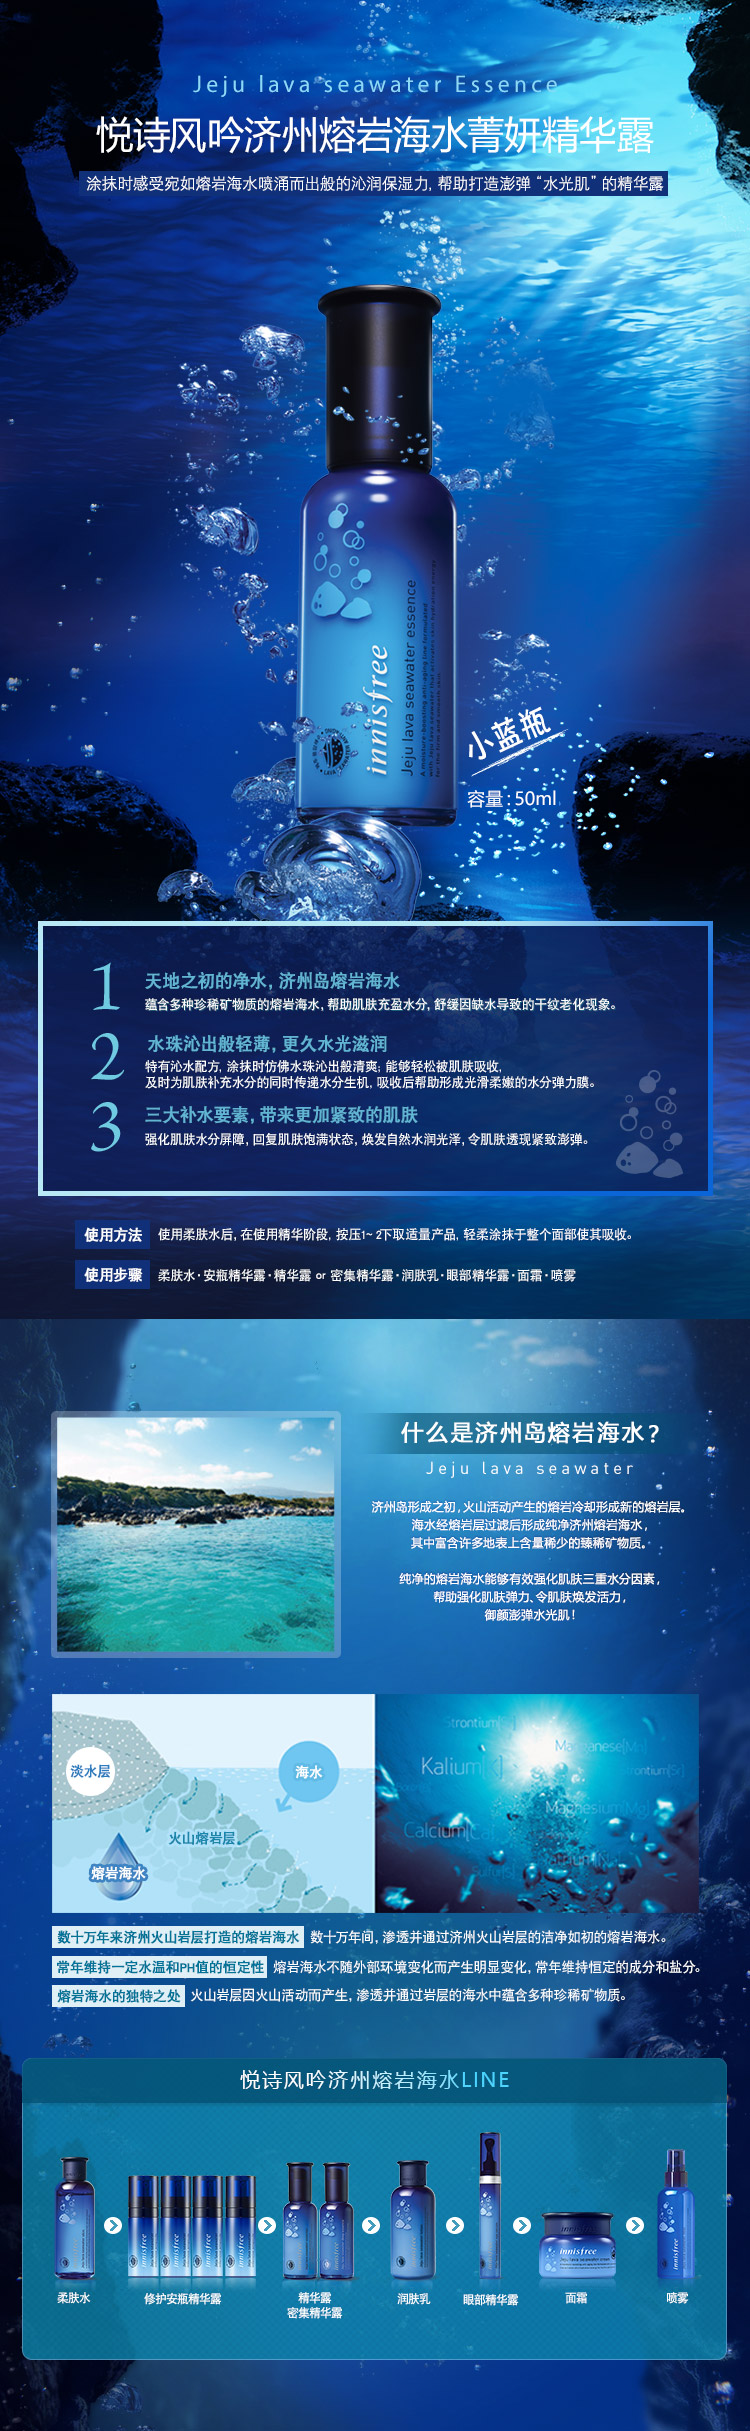 Jeju lava seawater Essence
悦诗风吟济州熔岩海水菁妍精华露
涂抹时感受宛如熔岩海水喷涌而出般的沁润保湿力, 帮助打造澎弹 “水光肌” 的精华露
innisfree
Jeju lava seawater essence
小蓝瓶
容量 : 50ml
1
天地之初的净水, 济州岛熔岩海水
蕴含多种珍稀矿物质的熔岩海水, 帮助肌肤充盈水分, 舒缓因缺水导致的干纹老化现象。
2
水珠沁出般轻薄, 更久水光滋润
特有沁水配方, 涂抹时仿佛水珠沁出般清爽, 能够轻松被肌肤吸收,
及时为肌肤补充水分的同时传递水分生机, 吸收后帮助形成光滑柔嫩的水分弹力膜。
3
三大补水要素, 带来更加紧致的肌肤
强化肌肤水分屏障, 回复肌肤饱满状态, 焕发自然水润光泽, 令肌肤透现紧致澎弹。
使用方法 使用柔肤水后, 在使用精华阶段, 按压1~ 2下取适量产品, 轻柔涂抹于整个面部使其吸收。
使用步骤 柔肤水 · 安瓶精华露 · 精华露 or 密集精华露 · 润肤乳 · 眼部精华露 · 面霜 · 喷雾
什么是济州岛熔岩海水?
Jeju lava seawater
济州岛形成之初, 火山活动产生的熔岩冷却形成新的熔岩层。
海水经熔岩层过滤后形成纯净济州熔岩海水,
其中富含许多地表上含量稀少的臻稀矿物质。
纯净的熔岩海水能够有效强化肌肤三重水分因素,
帮助强化肌肤弹力、令肌肤焕发活力,
御颜澎弹水光肌!
淡水层
海水
火山熔岩层
熔岩海水
Strontium[Sr]
Manganese[Mn]
Kalium[K]
Strontium[Sr]
Magnesium[Mg]
Calcium[Ca]
数十万年来济州火山岩层打造的熔岩海水 数十万年间, 渗透并通过济州火山岩层的洁净如初的熔岩海水。
常年维持一定水温和PH值的恒定性 熔岩海水不随外部环境变化而产生明显变化, 常年维持恒定的成分和盐分。
熔岩海水的独特之处 火山岩层因火山活动而产生, 渗透并通过岩层的海水中蕴含多种珍稀矿物质。
悦诗风吟济州熔岩海水LINE
柔肤水
修护安瓶精华露
精华露
密集精华露
润肤乳
眼部精华露
面霜
喷雾